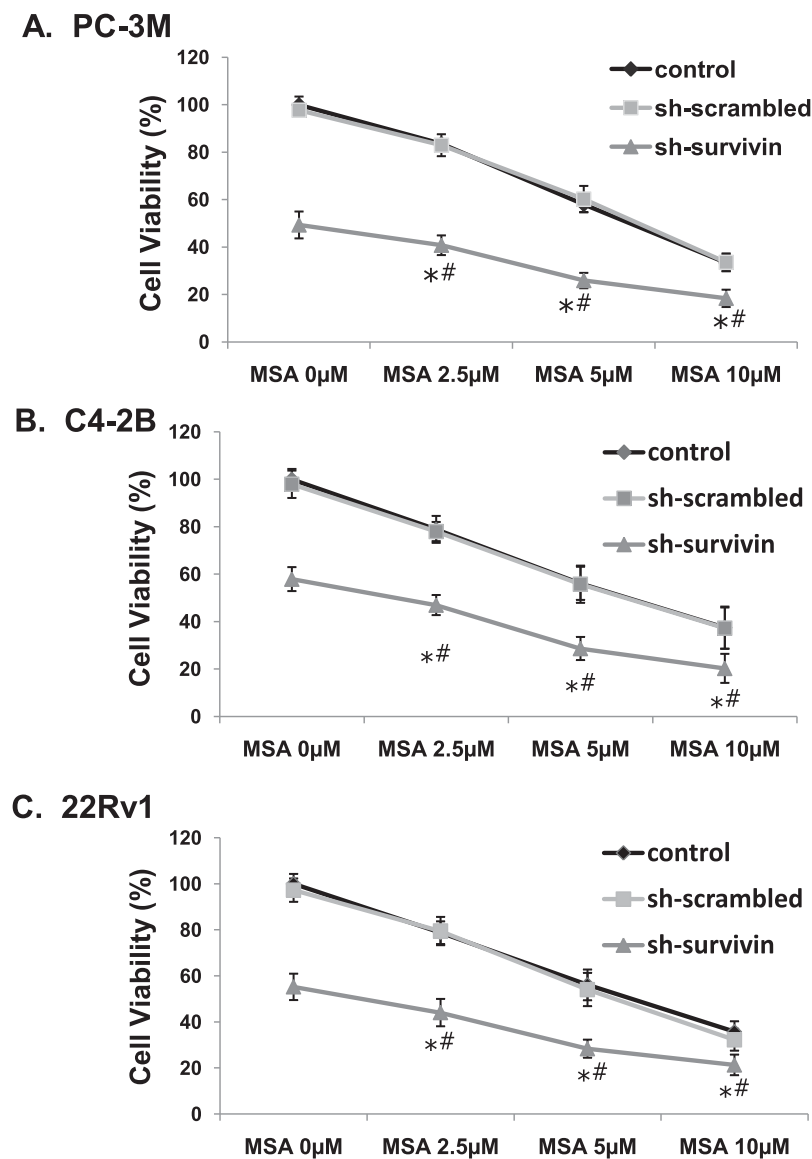 A. PC-3M
120
100
80
60
40
20
0
Cell Viability (%)
control
sh-scrambled
sh-survivin
*#
*#
*#
MSA 0µM MSA 2.5µM MSA 5µM MSA 10µM
B. C4-2B
120
100
80
60
40
20
0
Cell Viability (%)
control
sh-scrambled
sh-survivin
*#
*#
*#
MSA 0µM MSA 2.5µM MSA 5µM MSA 10µM
C. 22Rv1
120
100
80
60
40
20
0
Cell Viability (%)
control
sh-scrambled
sh-survivin
*#
*#
*#
MSA 0µM MSA 2.5µM MSA 5µM MSA 10µM